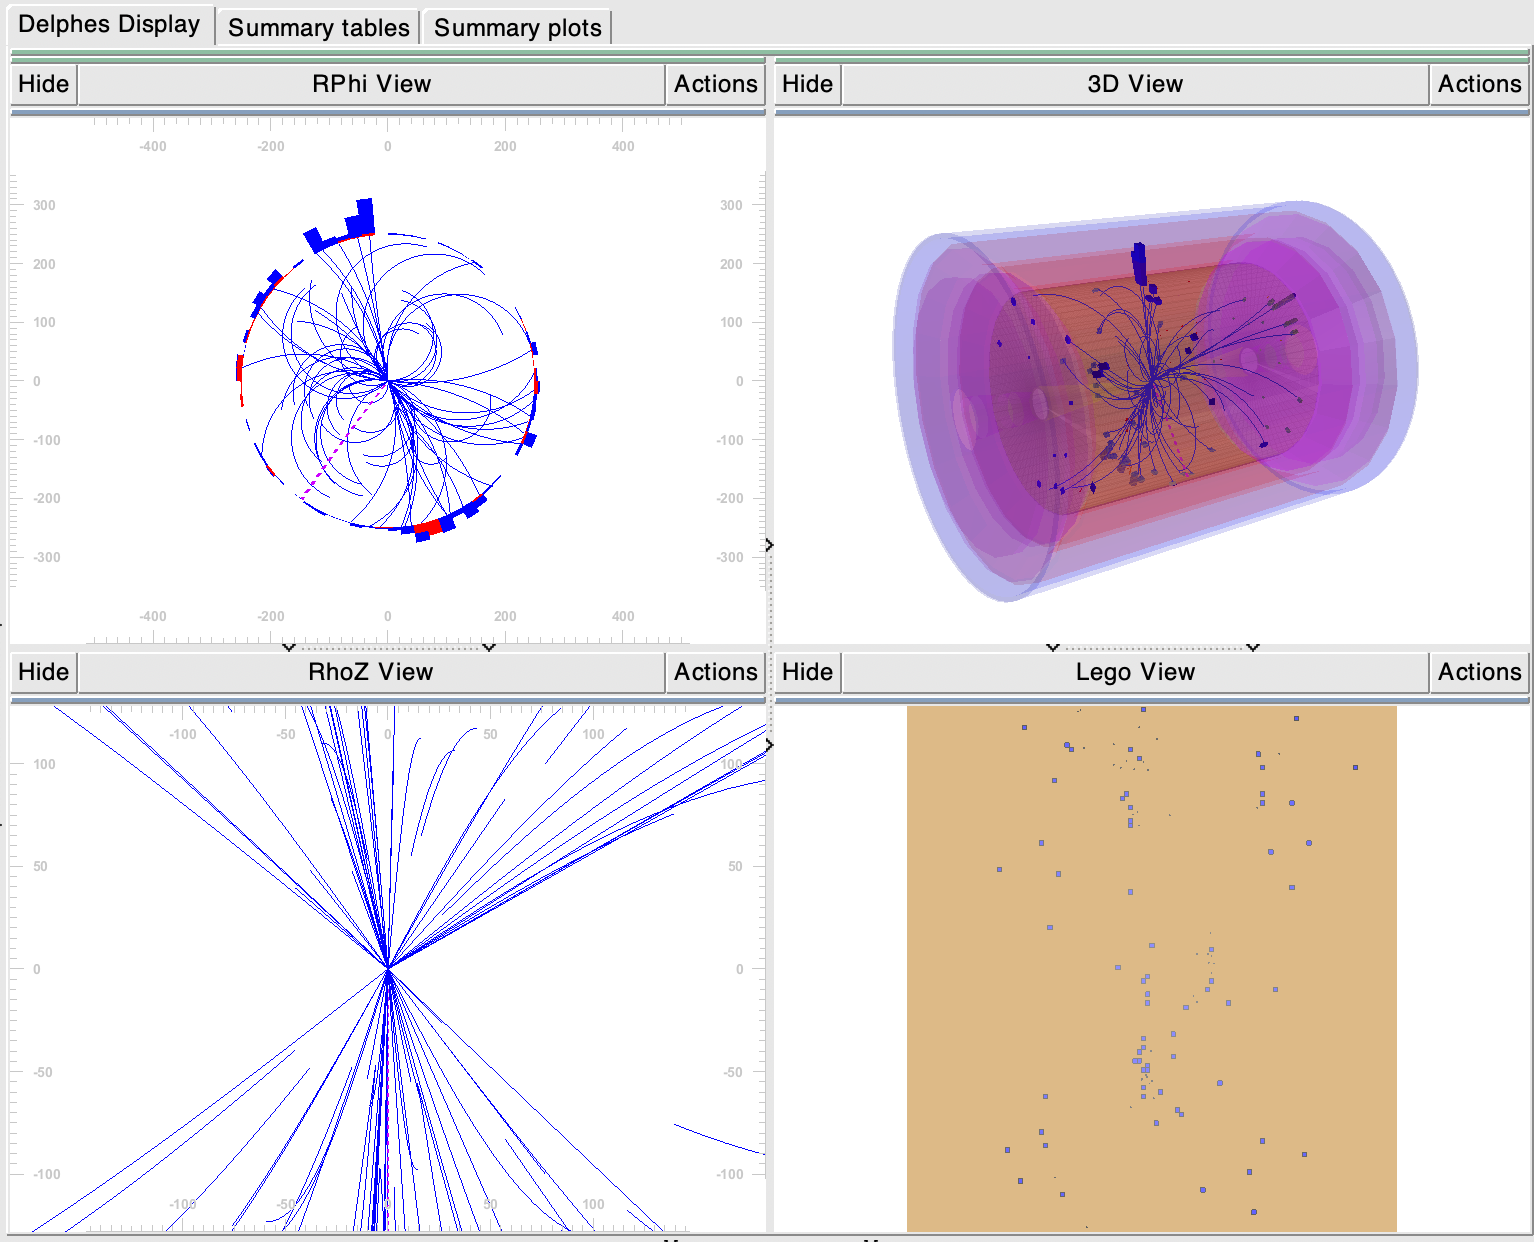 Delphes Display Summary tables Summary plots
Hide RPhi View Actions
-400 -200 0 200 400
300 300
200 200
100 100
0 0
-100 -100
-200 -200
-300 -300
-400 -200 0 200 400
Hide 3D View Actions
Hide RhoZ View Actions
-100 -50 0 50 100
100 100
50 50
0 0
-50 -50
-100 -100
-100 -50 0 50 100
Hide Lego View Actions